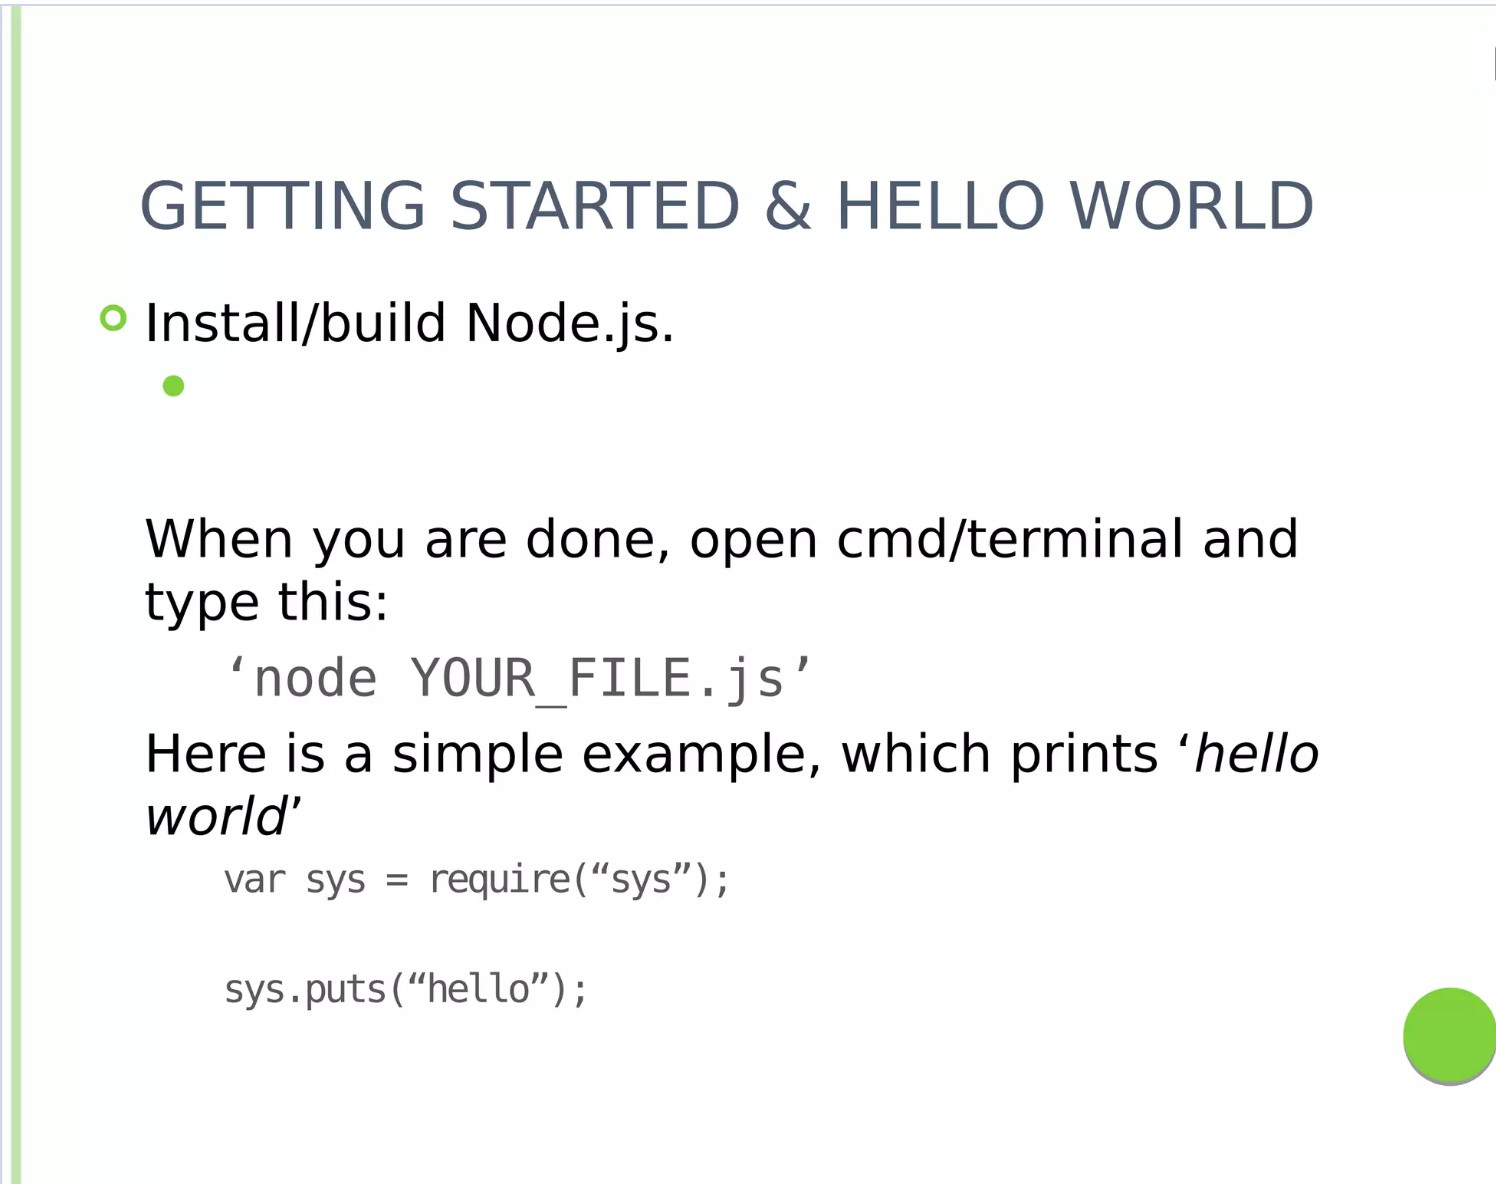 GETTING STARTED & HELLO WORLD
Install/build Node.js.
When you are done, open cmd/terminal and
type this:
‘node YOUR_FILE.js’
Here is a simple example, which prints ‘hello
world’
var sys = require(“sys”);
sys.puts(“hello”);